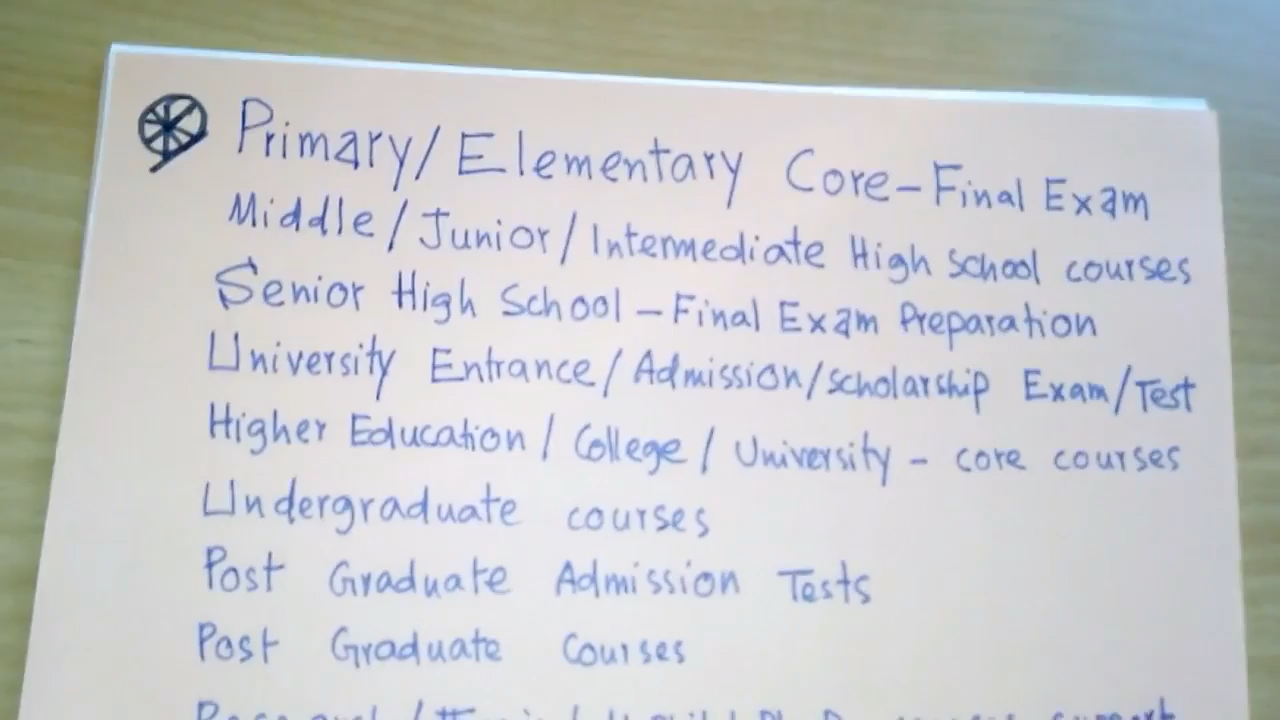 Primary/Elementary Core-Final Exam
Middle/Junior/Intermediate High school courses
Senior High School-Final Exam Preparation
University Entrance/Admission/scholarship Exam/Test
Higher Education/College/University - core courses
Undergraduate courses
Post Graduate Admission Tests
Post Graduate Courses